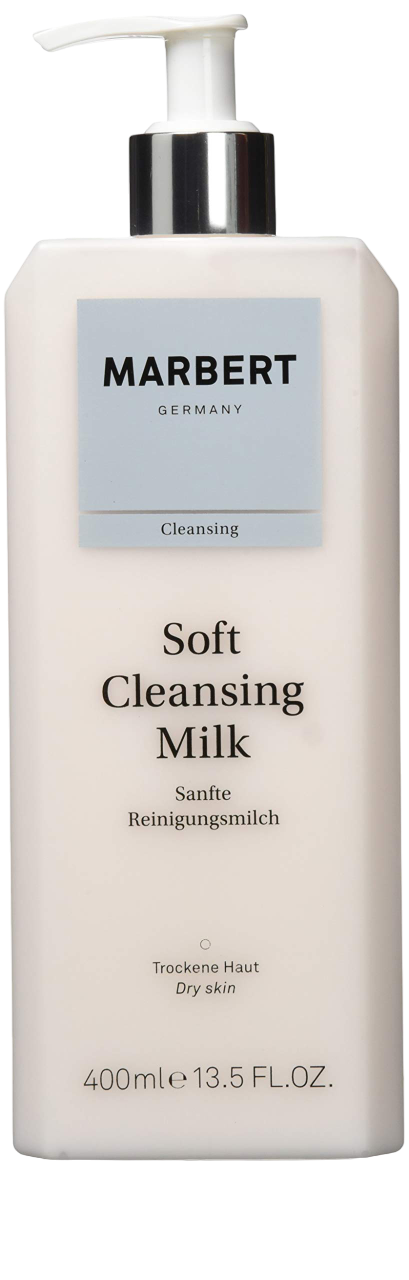 MARBERT
GERMANY
Cleansing
Soft
Cleansing
Milk
Sanfte
Reinigungsmilch
Trockene Haut
Dry skin
400ml℮13.5 FL.OZ.